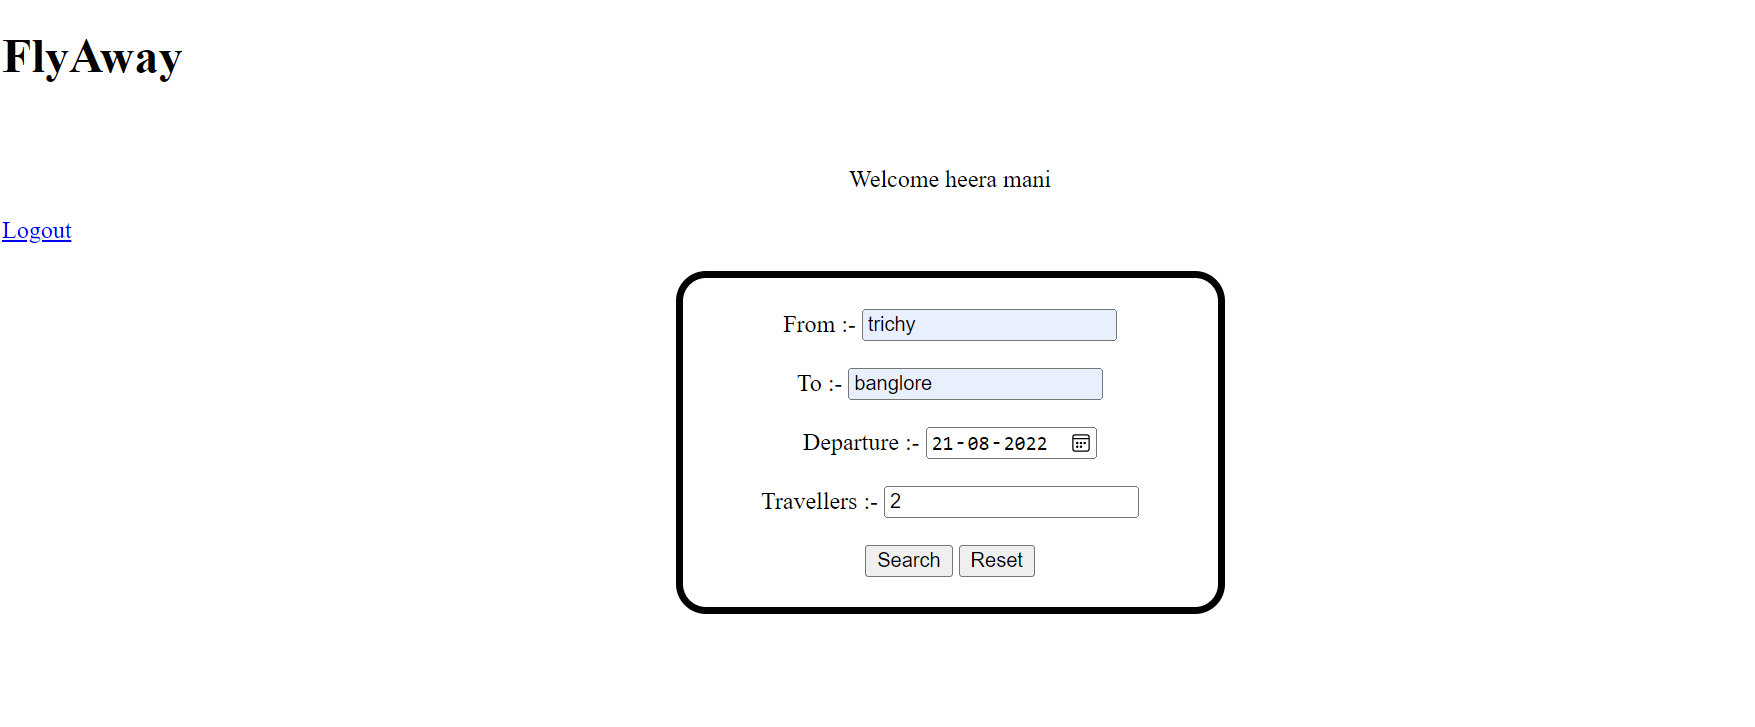 FlyAway
Welcome heera mani
Logout
From :- trichy
To :- banglore
Departure :- 21-08-2022
Travellers :- 2
Search Reset